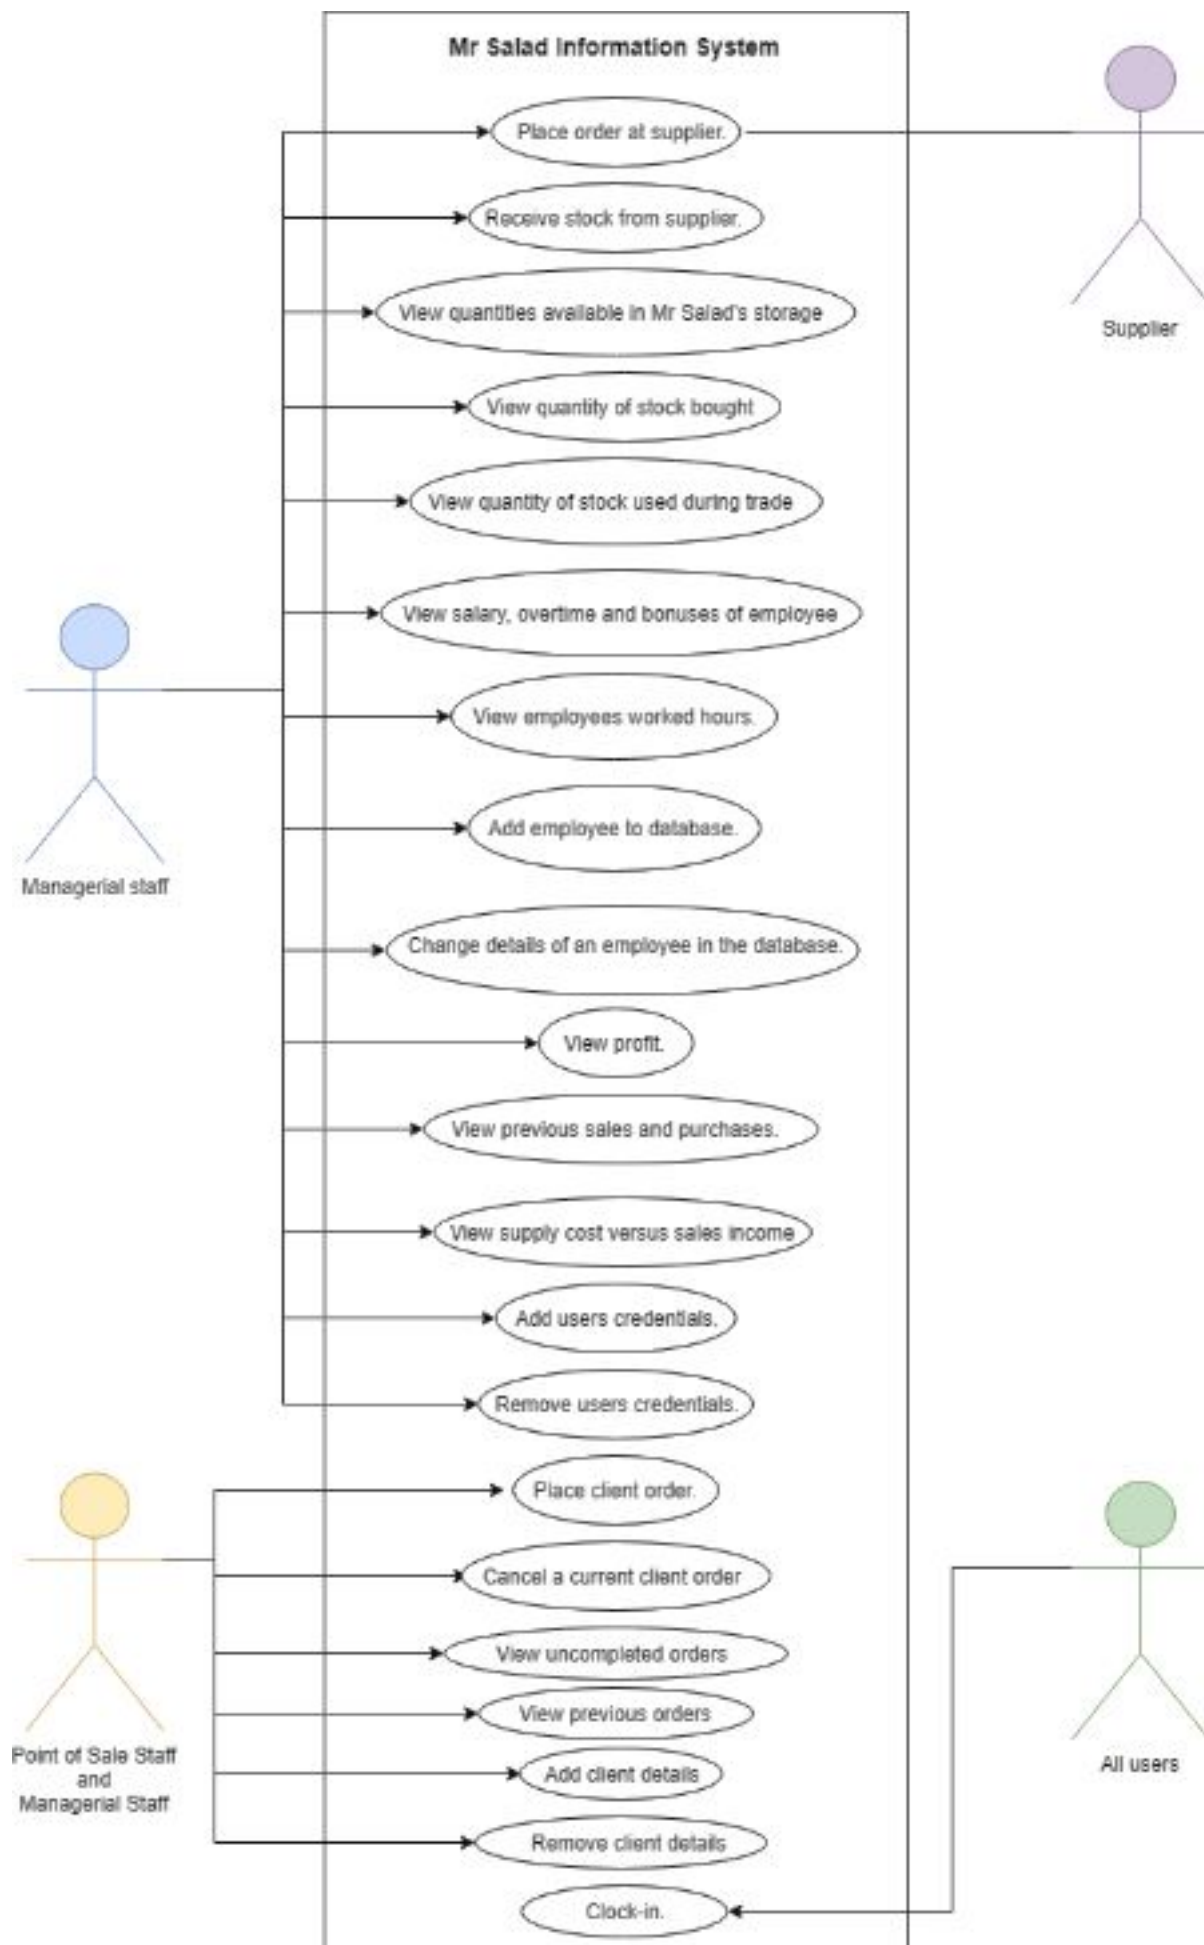 Mr Salad Information System
Place order at supplier.
Receive stock from supplier.
View quantities available in Mr Salad's storage
Supplier
View quantity of stock bought
View quantity of stock used during trade
View salary, overtime and bonuses of employee
View employees worked hours.
Add employee to database.
Managerial staff
Change details of an employee in the database.
View profit.
View previous sales and purchases.
View supply cost versus sales income
Add users credentials.
Remove users credentials.
Place client order.
Cancel a current client order
View uncompleted orders
View previous orders
Point of Sale Staff
and
Managerial Staff
All users
Add client details
Remove client details
Clock-in.